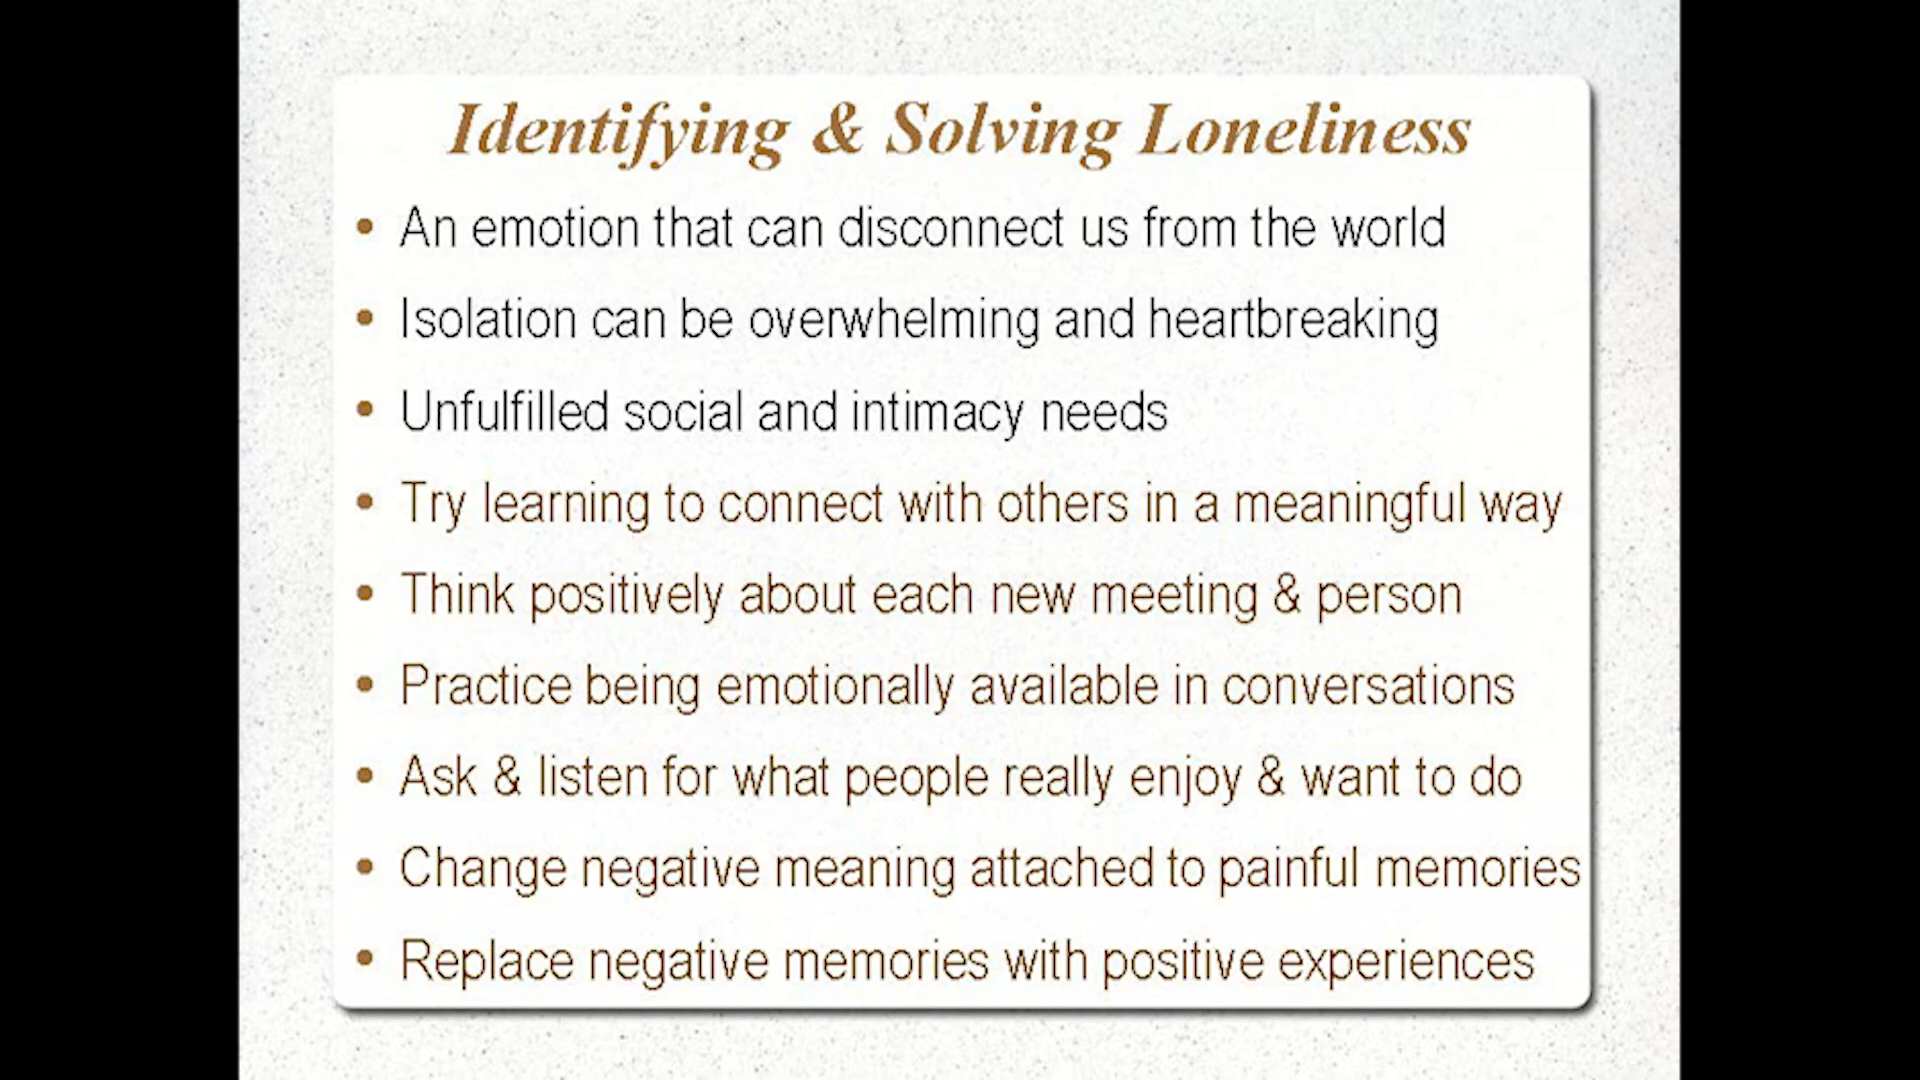 Identifying & Solving Loneliness
• An emotion that can disconnect us from the world
• Isolation can be overwhelming and heartbreaking
• Unfulfilled social and intimacy needs
• Try learning to connect with others in a meaningful way
• Think positively about each new meeting & person
• Practice being emotionally available in conversations
• Ask & listen for what people really enjoy & want to do
• Change negative meaning attached to painful memories
• Replace negative memories with positive experiences